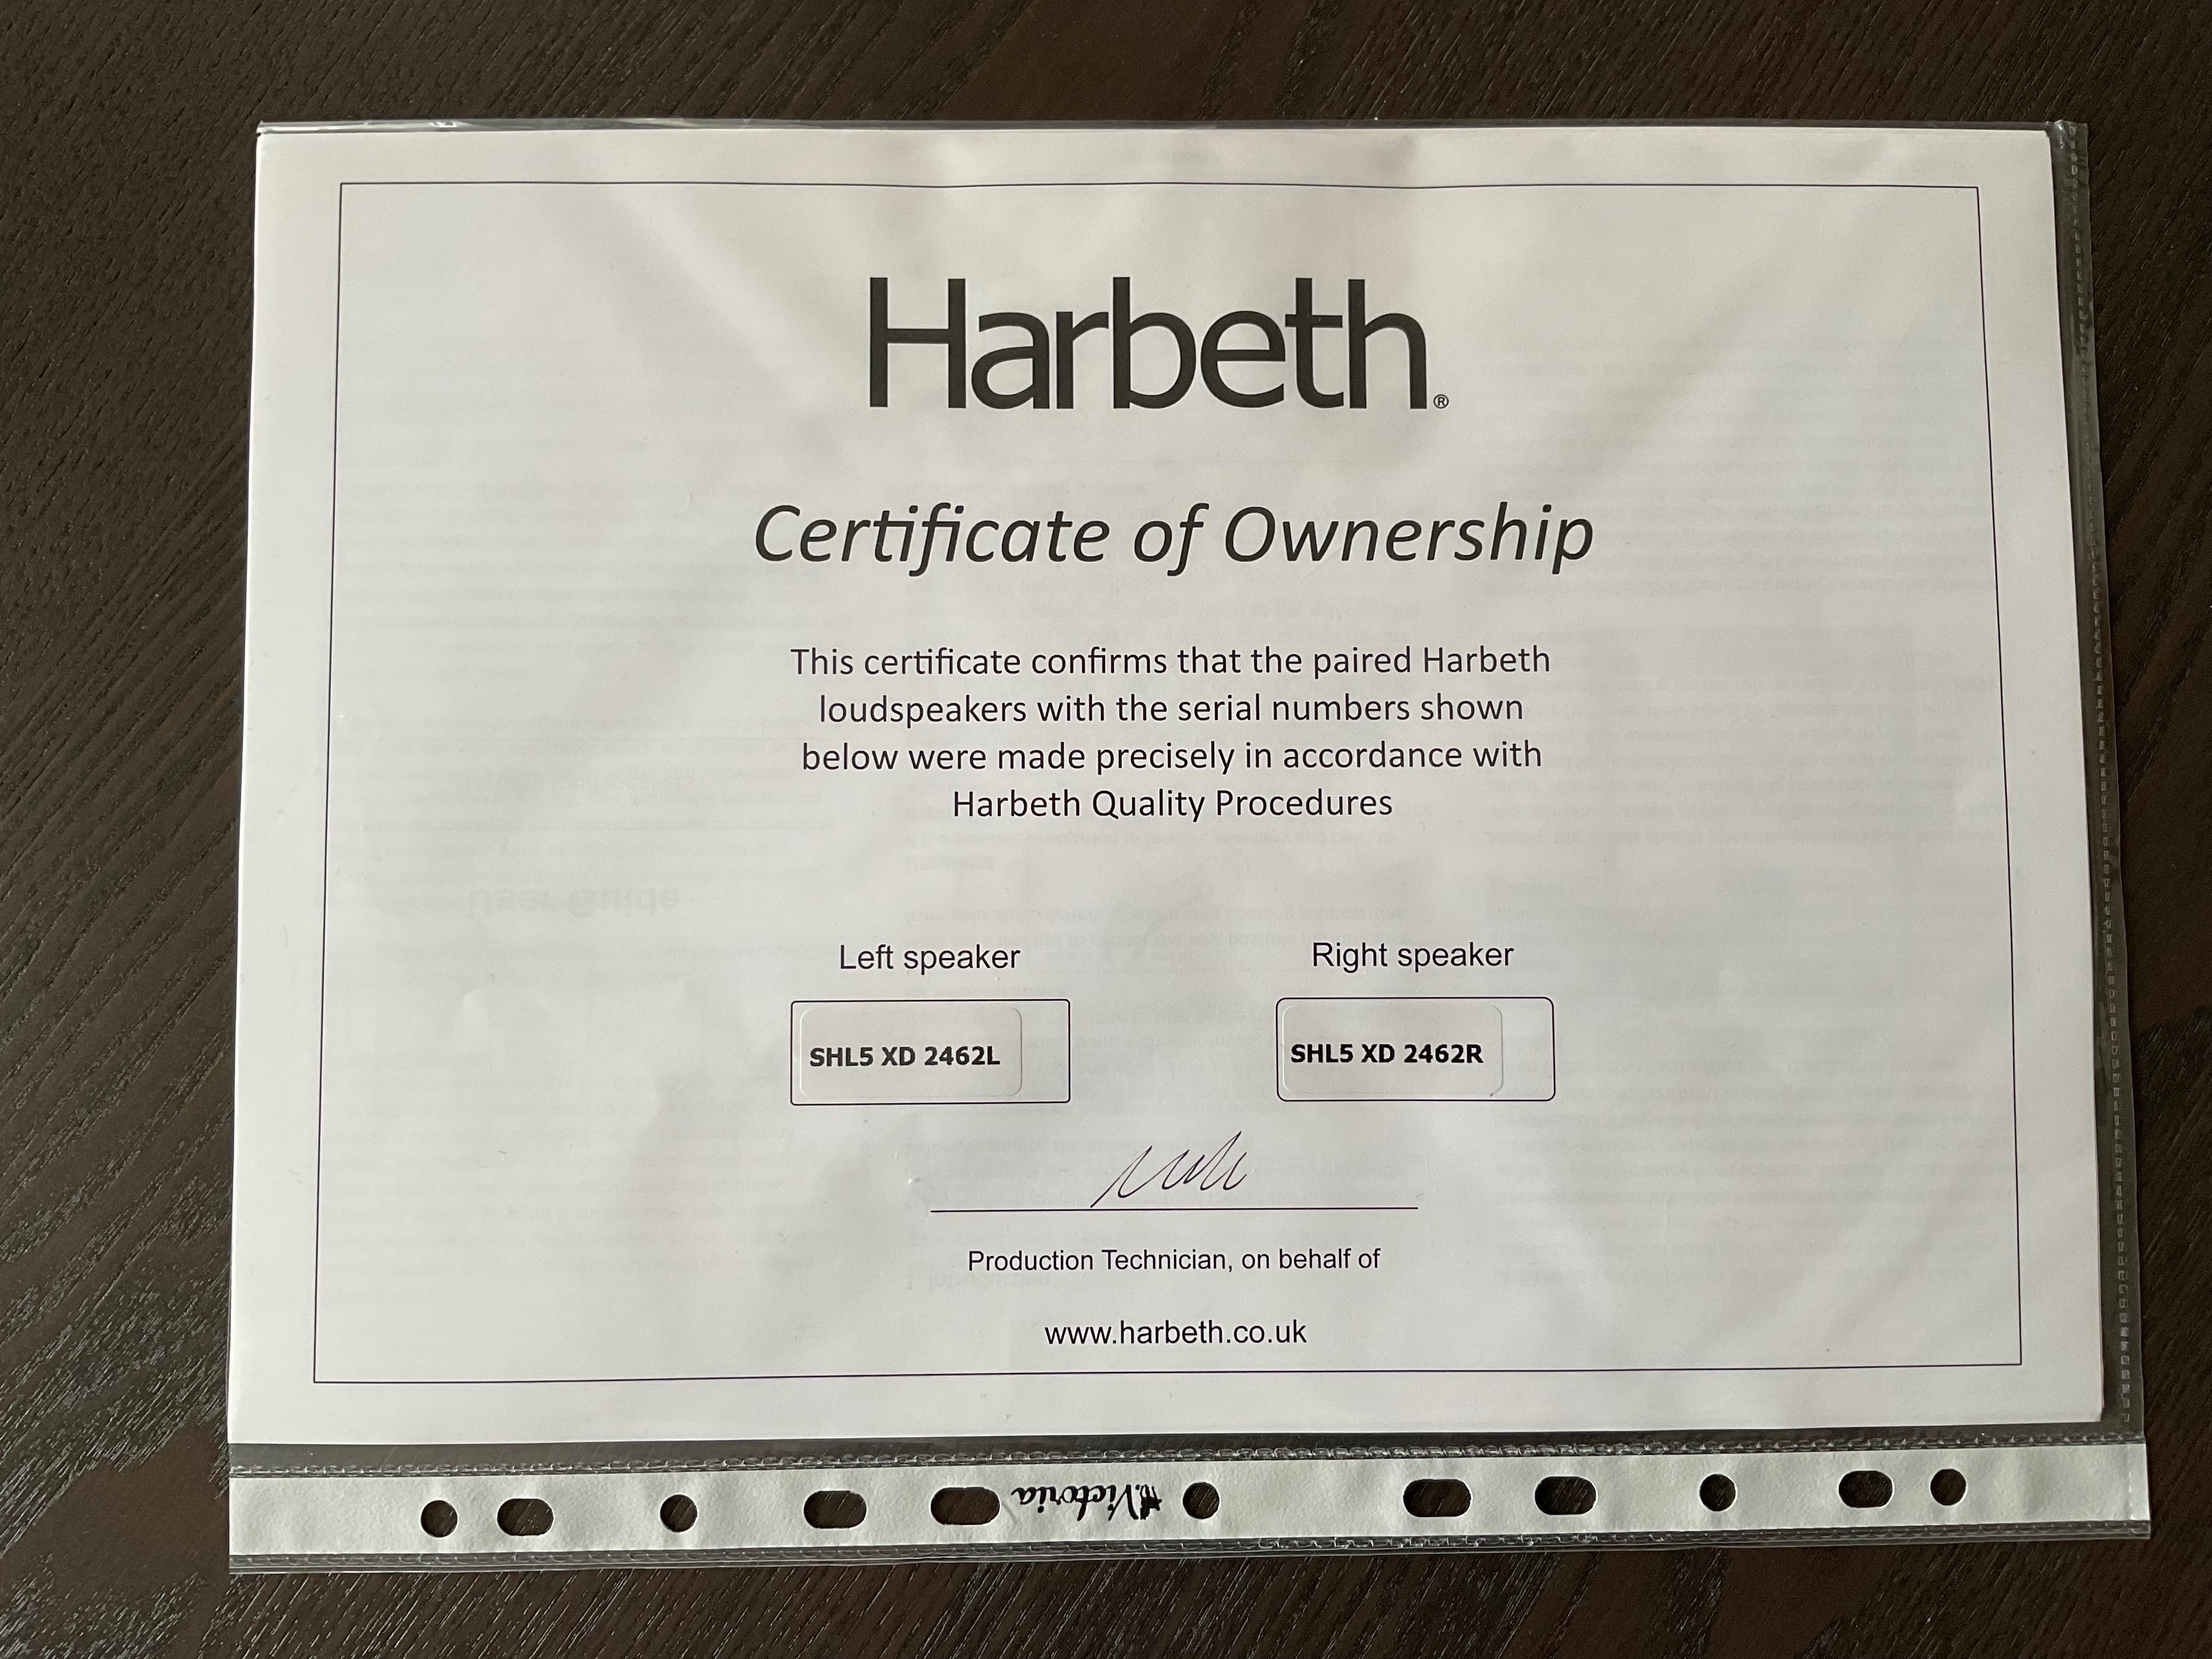 Harbeth®
Certificate of Ownership
This certificate confirms that the paired Harbeth
loudspeakers with the serial numbers shown
below were made precisely in accordance with
Harbeth Quality Procedures
User Guide
Left speaker
Right speaker
SHL5 XD 2462L
SHL5 XD 2462R
Production Technician, on behalf of
www.harbeth.co.uk
Victoria